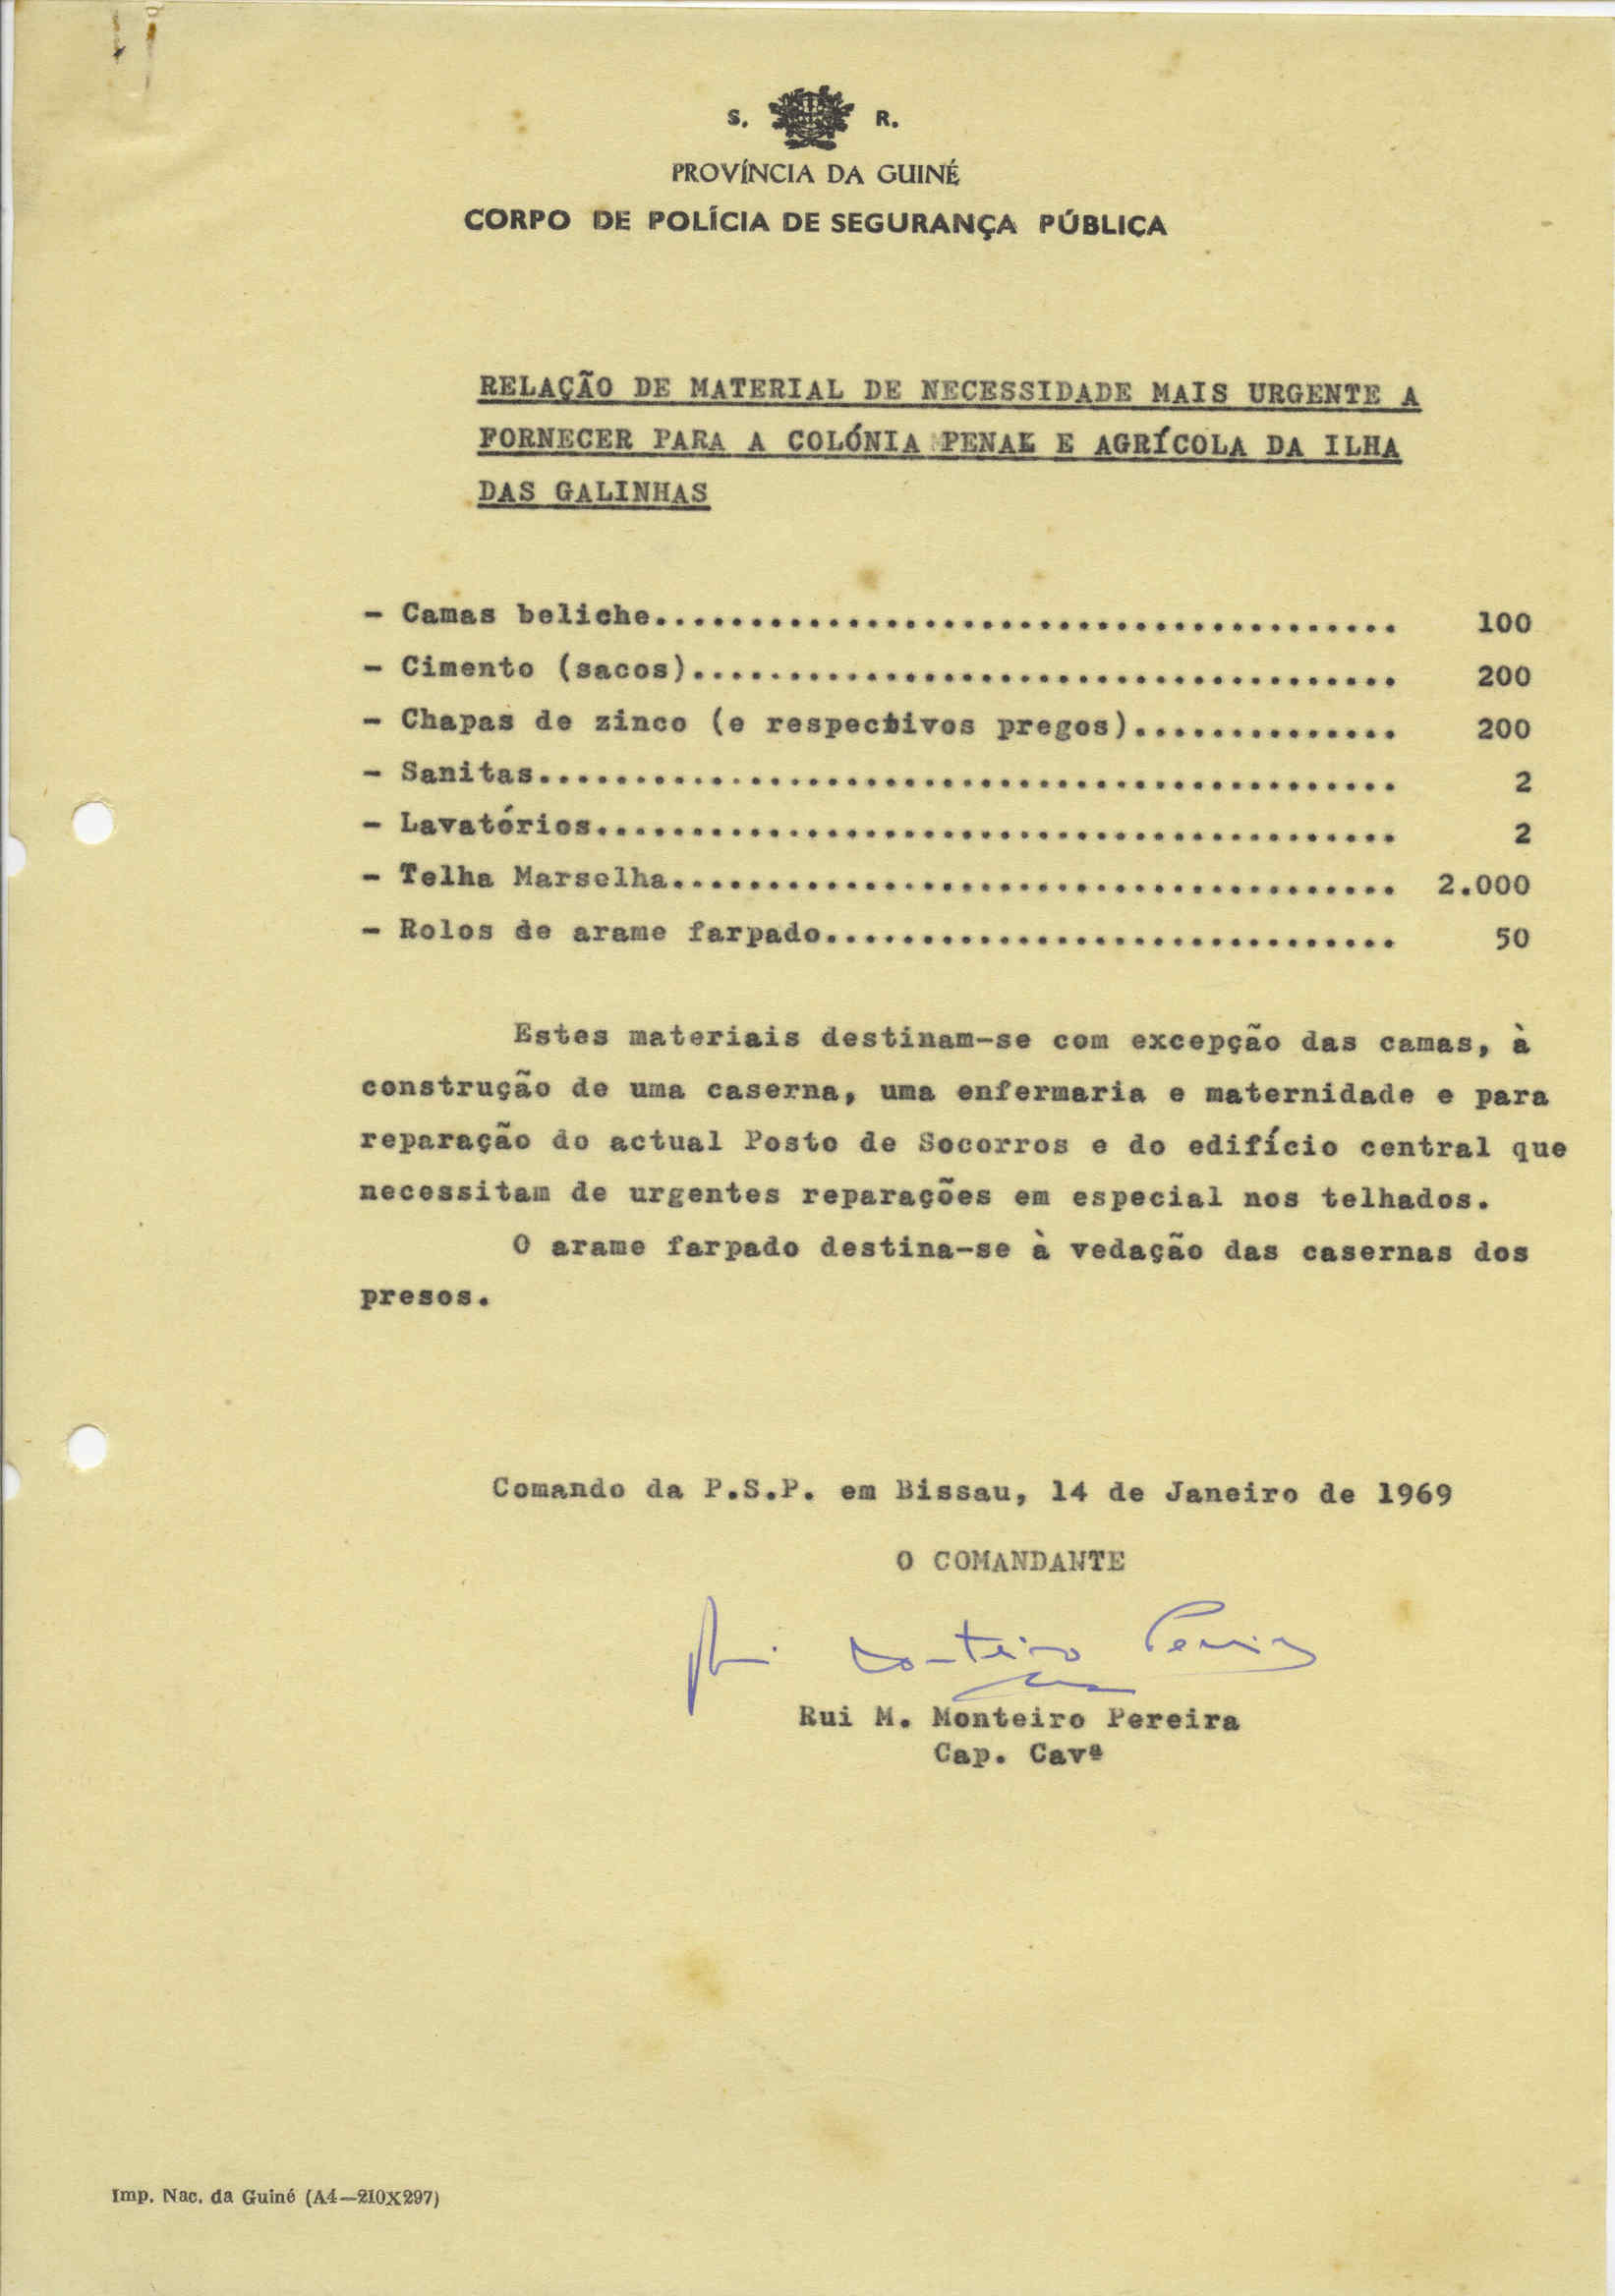 S. R.
PROVÍNCIA DA GUINÉ
CORPO DE POLÍCIA DE SEGURANÇA PÚBLICA
RELAÇÃO DE MATERIAL DE NECESSIDADE MAIS URGENTE A
FORNECER PARA A COLÓNIA PENAL E AGRÍCOLA DA ILHA
DAS GALINHAS
- Camas beliche....................................... 100
- Cimento (sacos)..................................... 200
- Chapas de zinco (e respectivos pregos).............. 200
- Sanitas............................................. 2
- Lavatórios.......................................... 2
- Telha Marselha...................................... 2.000
- Rolos de arame farpado.............................. 50
Estes materiais destinam-se com excepção das camas, à
construção de uma caserna, uma enfermaria e maternidade e para
reparação do actual Posto de Socorros e do edifício central que
necessitam de urgentes reparações em especial nos telhados.
O arame farpado destina-se à vedação das casernas dos
presos.
Comando da P.S.P. em Bissau, 14 de Janeiro de 1969
O COMANDANTE
Rui Monteiro Pereira
Rui M. Monteiro Pereira
Cap. Cavª
Imp. Nac. da Guiné (A4—210X297)